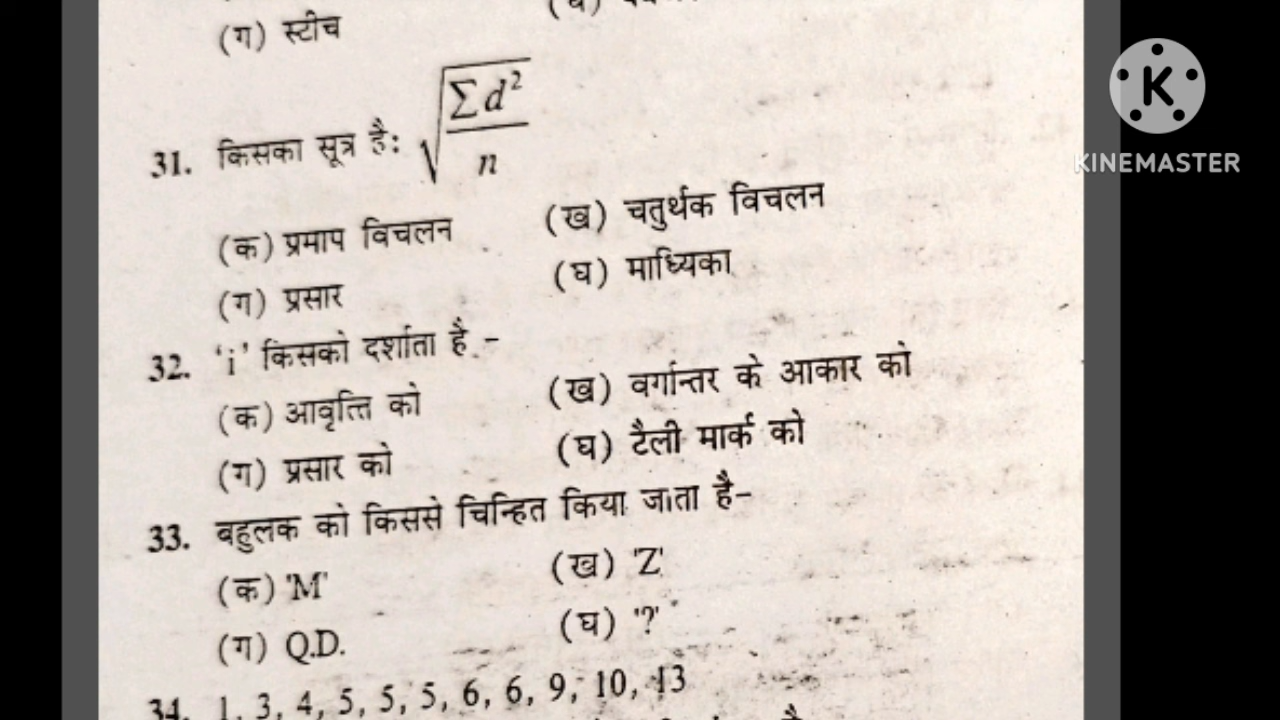 (ग) स्टीच
31. किसका सूत्र है: √(Σd²/n)
(क) प्रमाप विचलन (ख) चतुर्थक विचलन
(ग) प्रसार (घ) माध्यिका
32. 'i' किसको दर्शाता है -
(क) आवृत्ति को (ख) वर्गान्तर के आकार को
(ग) प्रसार को (घ) टैली मार्क को
33. बहुलक को किससे चिन्हित किया जाता है-
(क) 'M' (ख) 'Z'
(ग) Q.D. (घ) '?'
34. 1, 3, 4, 5, 5, 5, 6, 6, 9, 10, 13
KINEMASTER